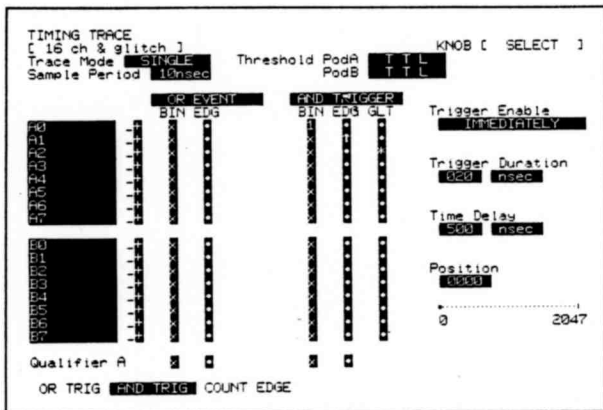 TIMING TRACE
[ 16 ch & glitch ] KNOB [ SELECT ]
Trace Mode SINGLE Threshold PodA T T L
Sample Period 10nsec PodB T T L
OR EVENT AND TRIGGER
BIN EDG BIN EDG GLT Trigger Enable
IMMEDIATELY
A0 _ + × • 1 • •
A1 _ + × • × ↑ •
A2 _ + × • × • *
A3 _ + × • × • •
A4 _ + × • × • •
A5 _ + × • × • •
A6 _ + × • × • •
A7 _ + × • × • •
Trigger Duration
020 nsec
Time Delay
500 nsec
B0 _ + × • × • •
B1 _ + × • × • •
B2 _ + × • × • •
B3 _ + × • × • •
B4 _ + × • × • •
B5 _ + × • × • •
B6 _ + × • × • •
B7 _ + × • × • •
Position
0000
0 2047
Qualifier A × • × •
OR TRIG AND TRIG COUNT EDGE